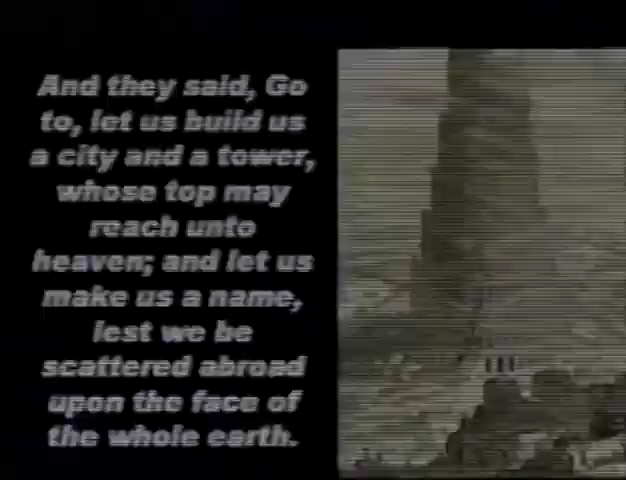 And they said, Go
to, let us build us
a city and a tower,
whose top may
reach unto
heaven; and let us
make us a name,
lest we be
scattered abroad
upon the face of
the whole earth.